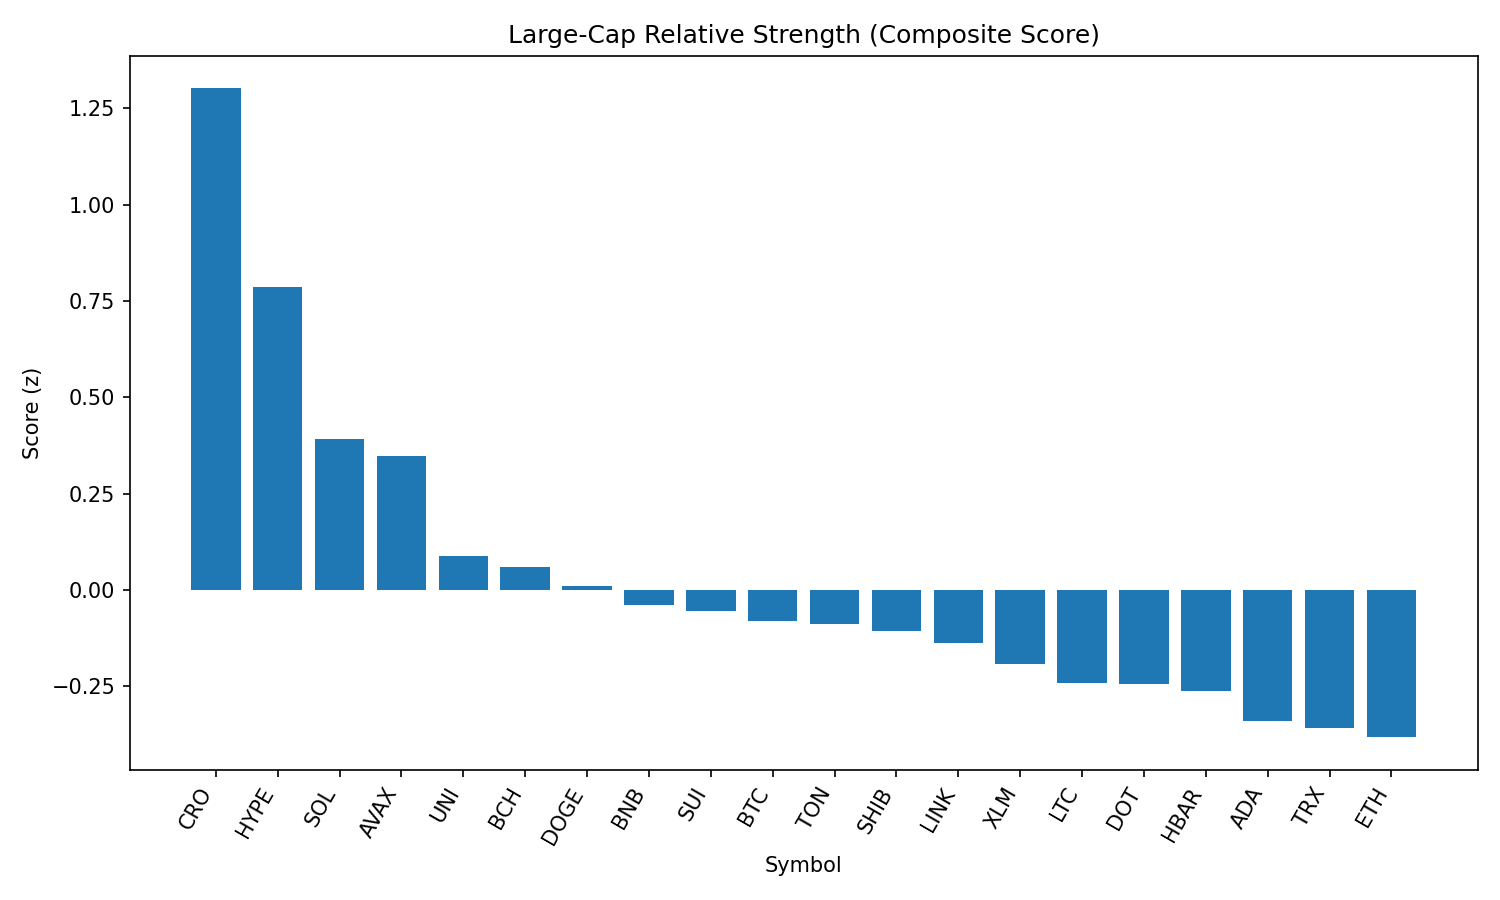 Large-Cap Relative Strength (Composite Score)
1.25
1.00
0.75
0.50
0.25
0.00
−0.25
Score (z)
CRO
HYPE
SOL
AVAX
UNI
BCH
DOGE
BNB
SUI
BTC
TON
SHIB
LINK
XLM
LTC
DOT
HBAR
ADA
TRX
ETH
Symbol